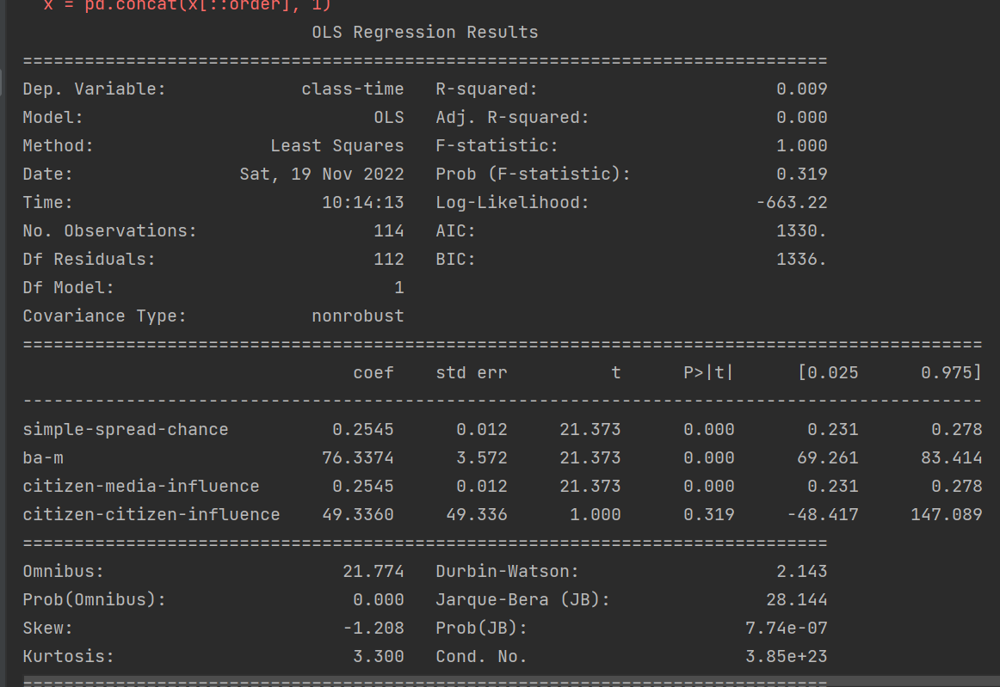 x = pd.concat(x[::order], 1)
OLS Regression Results
==============================================================================
Dep. Variable: class-time R-squared: 0.009
Model: OLS Adj. R-squared: 0.000
Method: Least Squares F-statistic: 1.000
Date: Sat, 19 Nov 2022 Prob (F-statistic): 0.319
Time: 10:14:13 Log-Likelihood: -663.22
No. Observations: 114 AIC: 1330.
Df Residuals: 112 BIC: 1336.
Df Model: 1
Covariance Type: nonrobust
=============================================================================================
coef std err t P>|t| [0.025 0.975]
---------------------------------------------------------------------------------------------
simple-spread-chance 0.2545 0.012 21.373 0.000 0.231 0.278
ba-m 76.3374 3.572 21.373 0.000 69.261 83.414
citizen-media-influence 0.2545 0.012 21.373 0.000 0.231 0.278
citizen-citizen-influence 49.3360 49.336 1.000 0.319 -48.417 147.089
==============================================================================
Omnibus: 21.774 Durbin-Watson: 2.143
Prob(Omnibus): 0.000 Jarque-Bera (JB): 28.144
Skew: -1.208 Prob(JB): 7.74e-07
Kurtosis: 3.300 Cond. No. 3.85e+23
==============================================================================